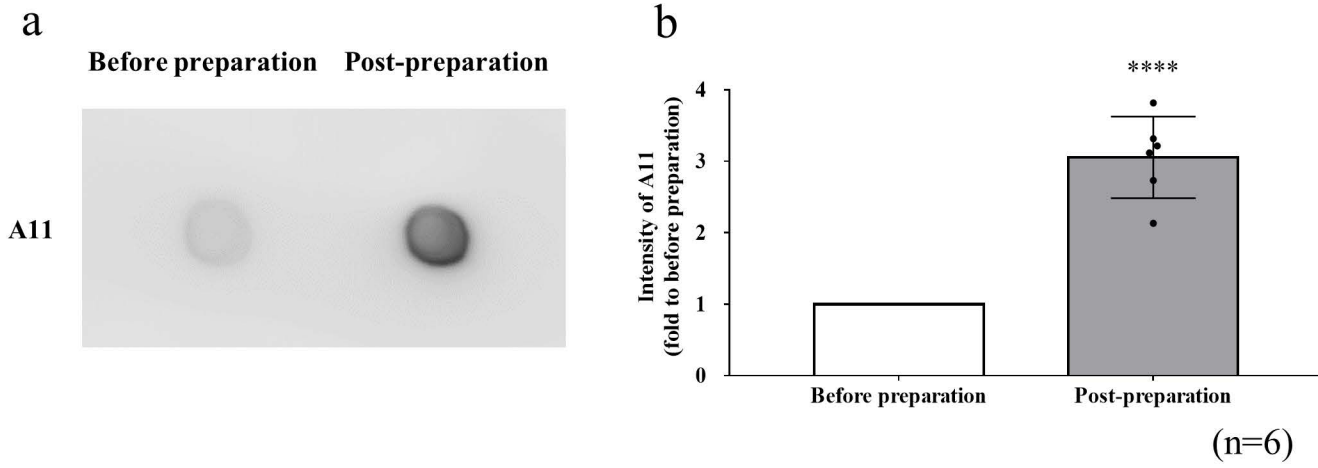 a
Before preparation Post-preparation
A11
b
****
Intensity of A11
(fold to before preparation)
4
3
2
1
0
Before preparation Post-preparation
(n=6)